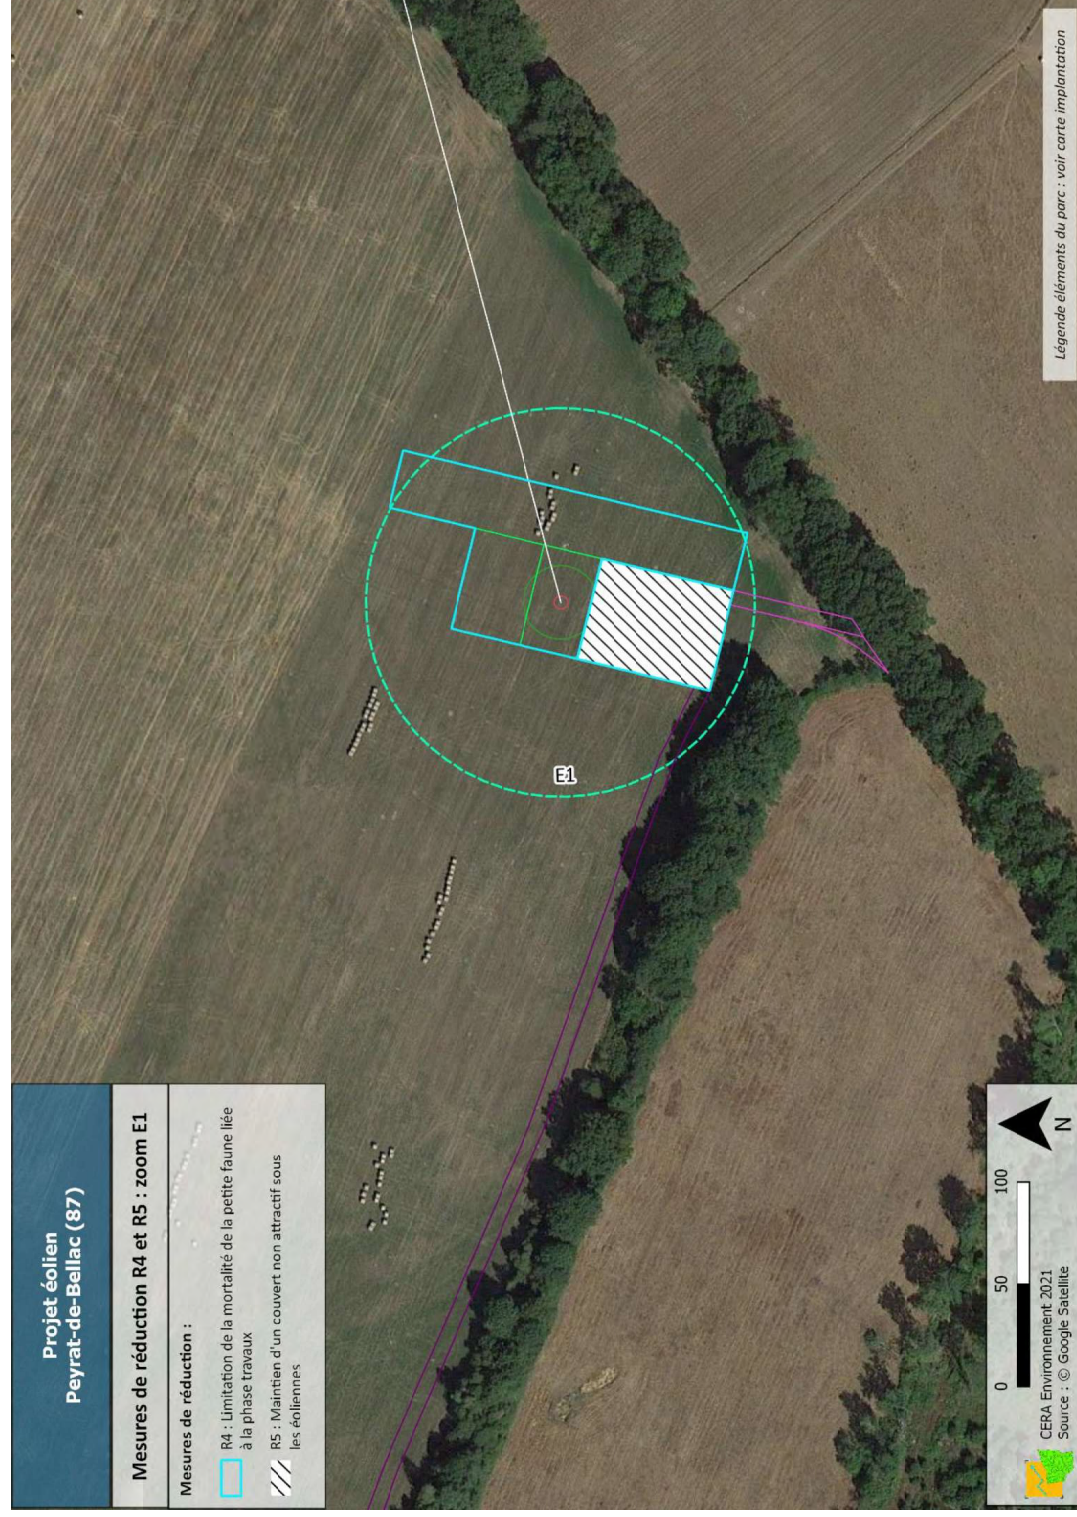 Projet éolien
Peyrat-de-Bellac (87)
Mesures de réduction R4 et R5 : zoom E1
Mesures de réduction :
R4 : Limitation de la mortalité de la petite faune liée
à la phase travaux
R5 : Maintien d'un couvert non attractif sous
les éoliennes
E1
0 50 100
N
CERA Environnement 2021
Source : © Google Satellite
Légende éléments du parc : voir carte implantation